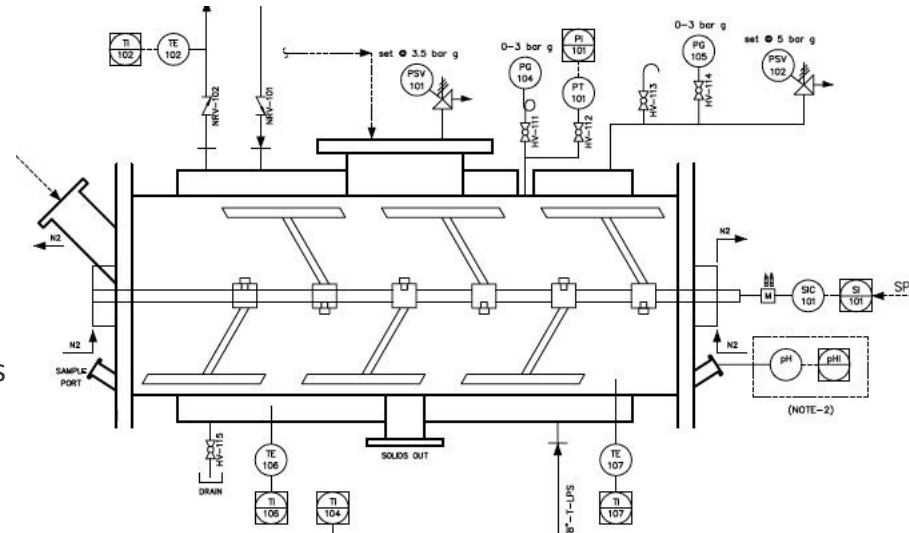 TI 102
TE 102
NRV-102
NRV-101
set @ 3.5 bar g
PSV 101
0-3 bar g
PG 104
HV-111
PI 101
PT 101
HV-112
HV-113
0-3 bar g
PG 105
HV-114
set @ 5 bar g
PSV 102
N2
N2
N2
N2
M
SIC 101
SI 101
SP
S
SAMPLE
PORT
pH
pHI
(NOTE-2)
HV-115
DRAIN
TE 106
TI 106
SOLIDS OUT
TI 104
8"-T-LPS
TE 107
TI 107